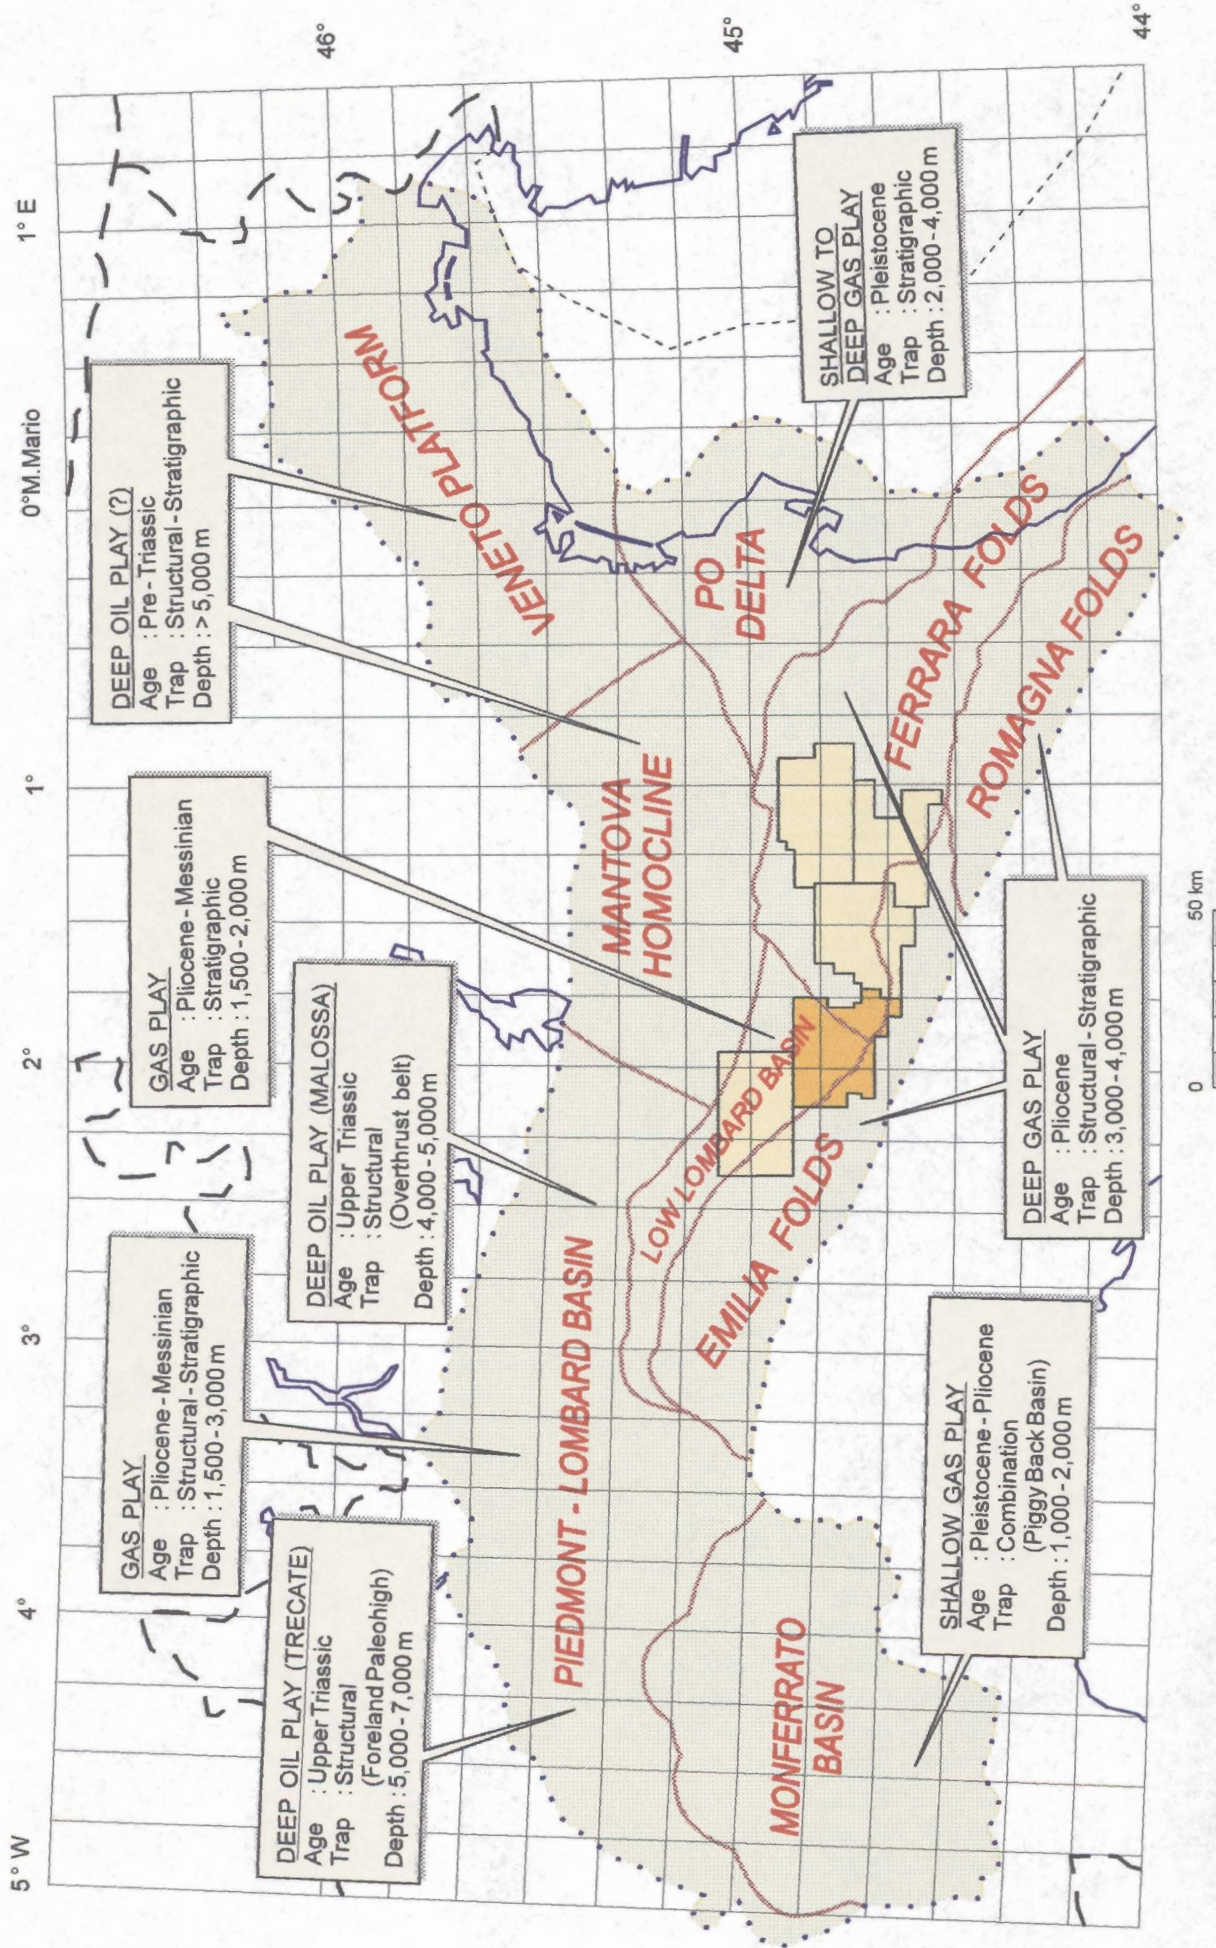 5° W
4°
3°
2°
1°
0°M.Mario
1° E
46°
45°
44°
DEEP OIL PLAY (TRECATE)
Age : Upper Triassic
Trap : Structural
(Foreland Paleohigh)
Depth : 5,000-7,000 m
GAS PLAY
Age : Pliocene-Messinian
Trap : Structural-Stratigraphic
Depth : 1,500-3,000 m
DEEP OIL PLAY (MALOSSA)
Age : Upper Triassic
Trap : Structural
(Overthrust belt)
Depth : 4,000-5,000 m
GAS PLAY
Age : Pliocene-Messinian
Trap : Stratigraphic
Depth : 1,500-2,000 m
DEEP OIL PLAY (?)
Age : Pre-Triassic
Trap : Structural-Stratigraphic
Depth : > 5,000 m
VENETO PLATFORM
MANTOVA
HOMOCLINE
PIEDMONT - LOMBARD BASIN
LOW LOMBARD BASIN
EMILIA FOLDS
MONFERRATO
BASIN
PO
DELTA
FERRARA FOLDS
ROMAGNA FOLDS
SHALLOW GAS PLAY
Age : Pleistocene-Pliocene
Trap : Combination
(Piggy Back Basin)
Depth : 1,000-2,000 m
DEEP GAS PLAY
Age : Pliocene
Trap : Structural-Stratigraphic
Depth : 3,000-4,000 m
SHALLOW TO
DEEP GAS PLAY
Age : Pleistocene
Trap : Stratigraphic
Depth : 2,000-4,000 m
0 50 km